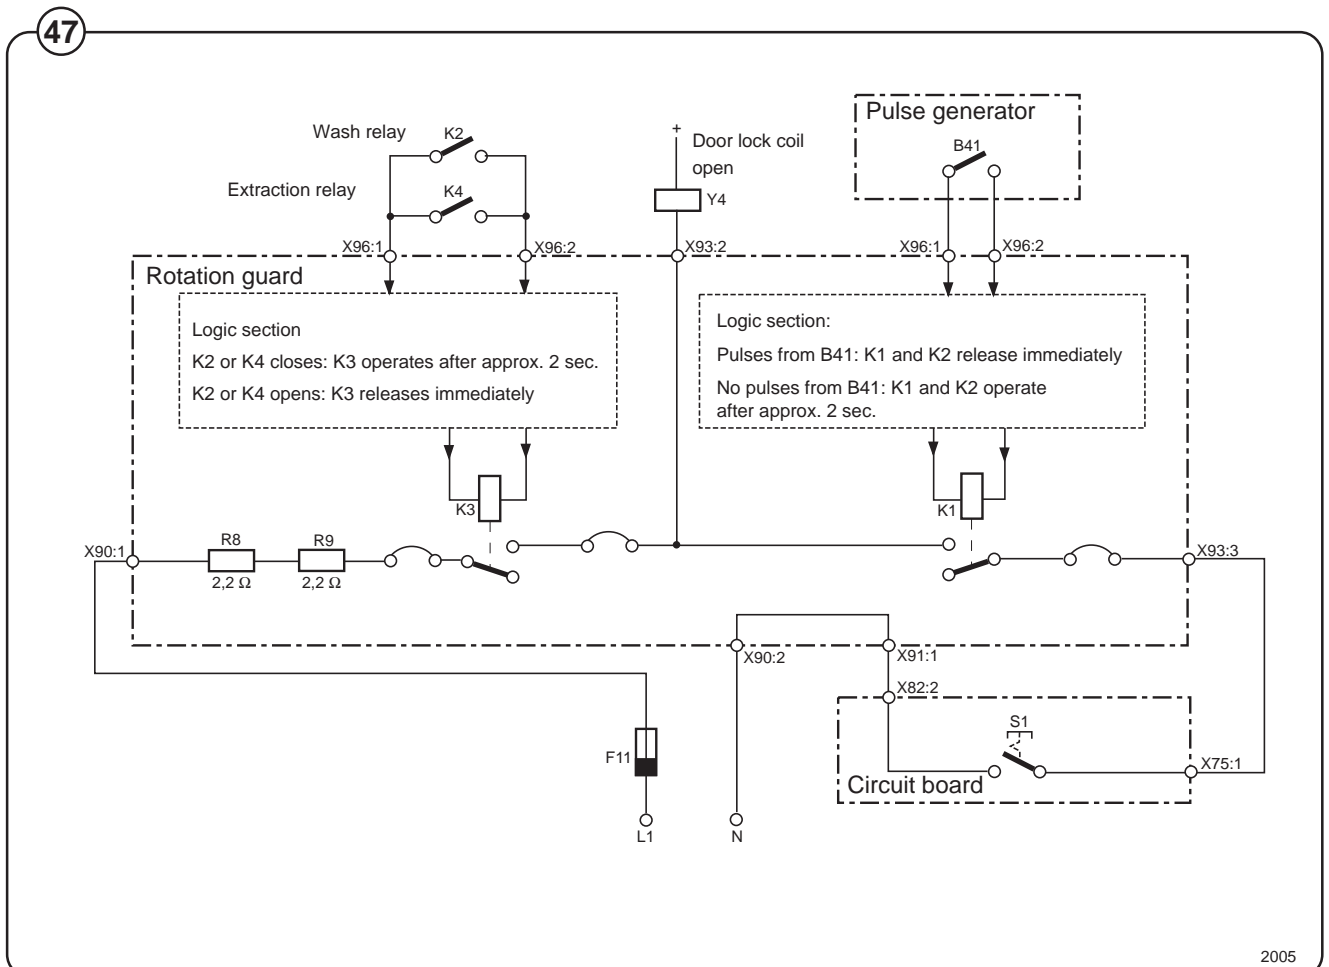 47
Pulse generator
B41
Wash relay
K2
+
Door lock coil
open
Extraction relay
K4
Y4
X96:1
X96:2
X93:2
X96:1
X96:2
Rotation guard
Logic section
K2 or K4 closes: K3 operates after approx. 2 sec.
K2 or K4 opens: K3 releases immediately
Logic section:
Pulses from B41: K1 and K2 release immediately
No pulses from B41: K1 and K2 operate
after approx. 2 sec.
K3
K1
X90:1
R8
R9
2,2 Ω
2,2 Ω
X93:3
X90:2
X91:1
X82:2
S1
F11
X75:1
Circuit board
L1
N
2005